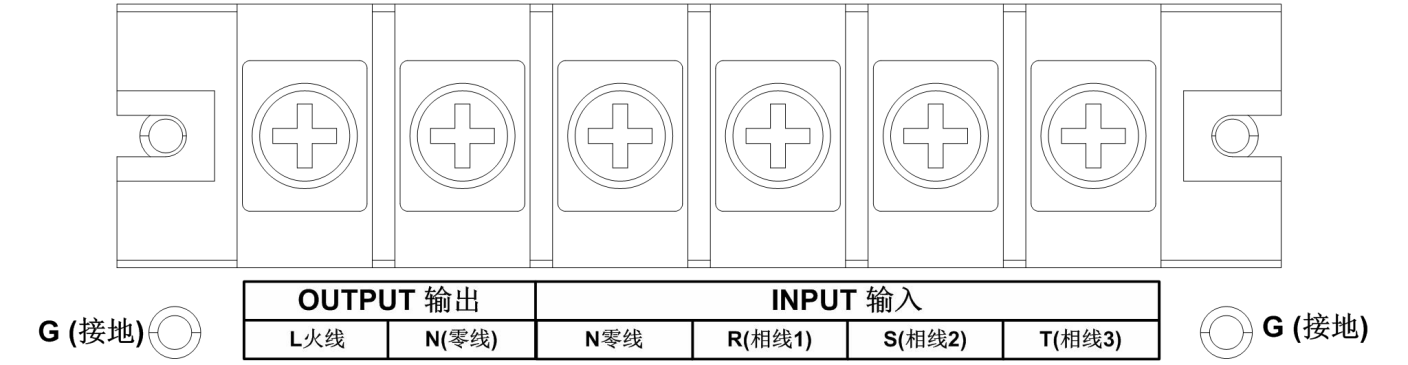 OUTPUT 输出 INPUT 输入
G (接地) L火线 N(零线) N零线 R(相线1) S(相线2) T(相线3) G (接地)